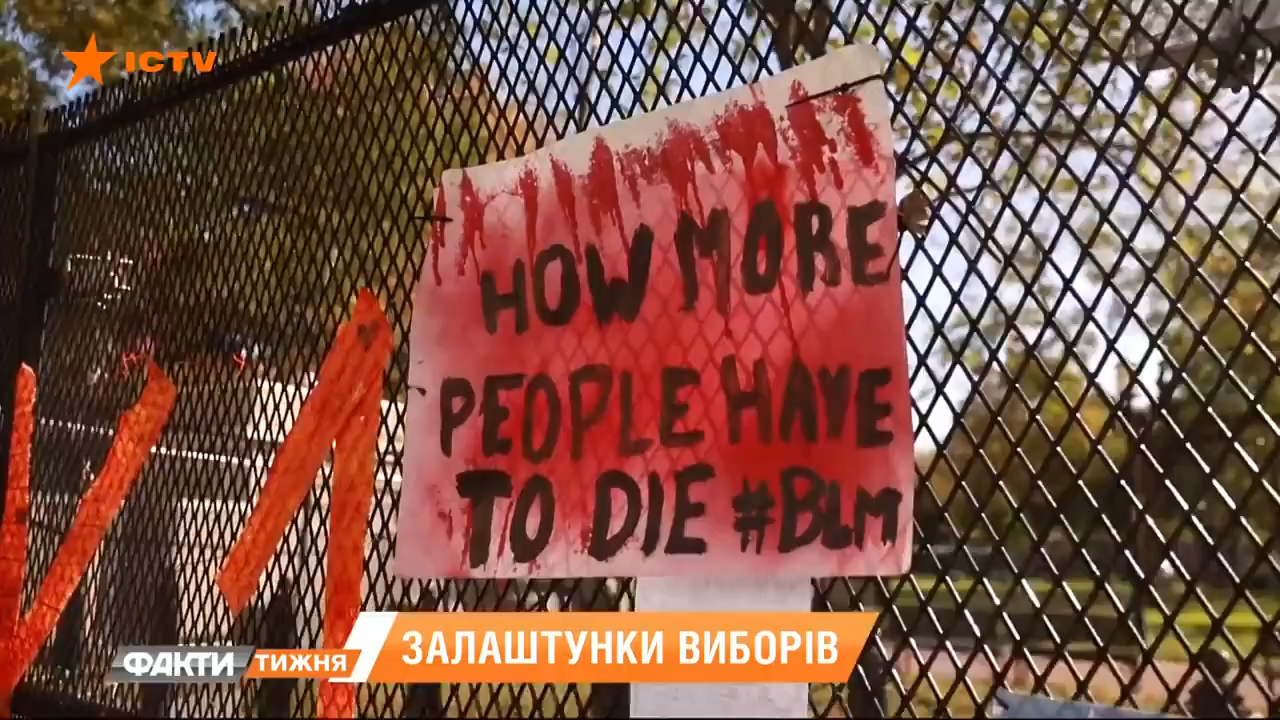 ICTV
HOW MORE
PEOPLE HAVE
TO DIE #BLM
ЗАЛАШТУНКИ ВИБОРІВ
ФАКТИ ТИЖНЯ